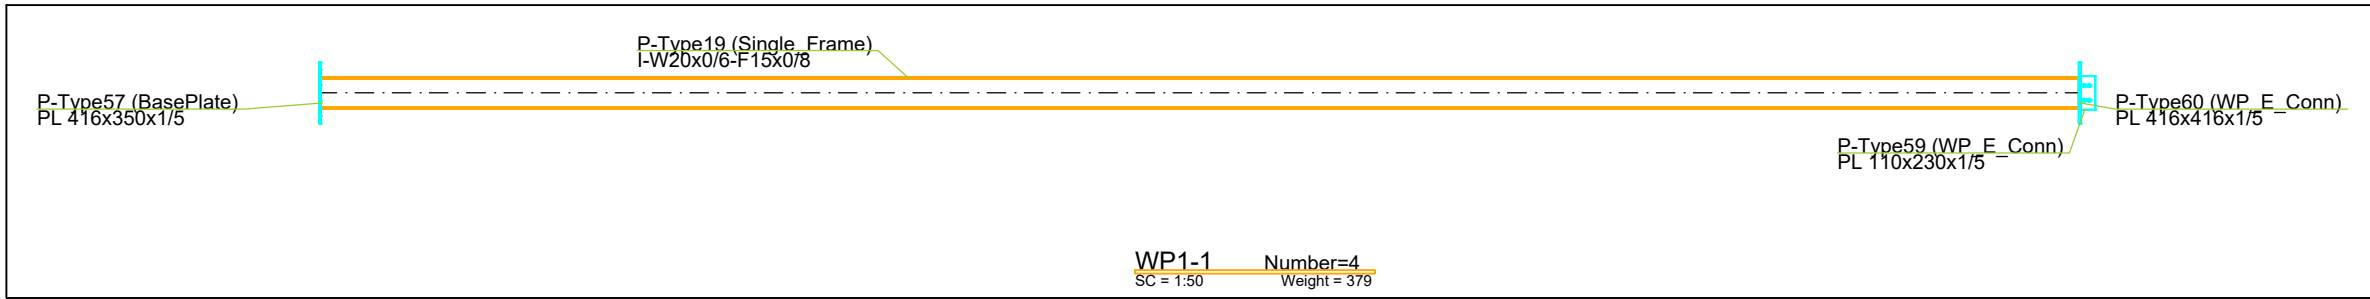 P-Type19 (Single_Frame)
I-W20x0/6-F15x0/8
P-Type57 (BasePlate)
PL 416x350x1/5
P-Type60 (WP_E_Conn)
PL 416x416x1/5
P-Type59 (WP_E_Conn)
PL 110x230x1/5
WP1-1 Number=4
SC = 1:50 Weight = 379